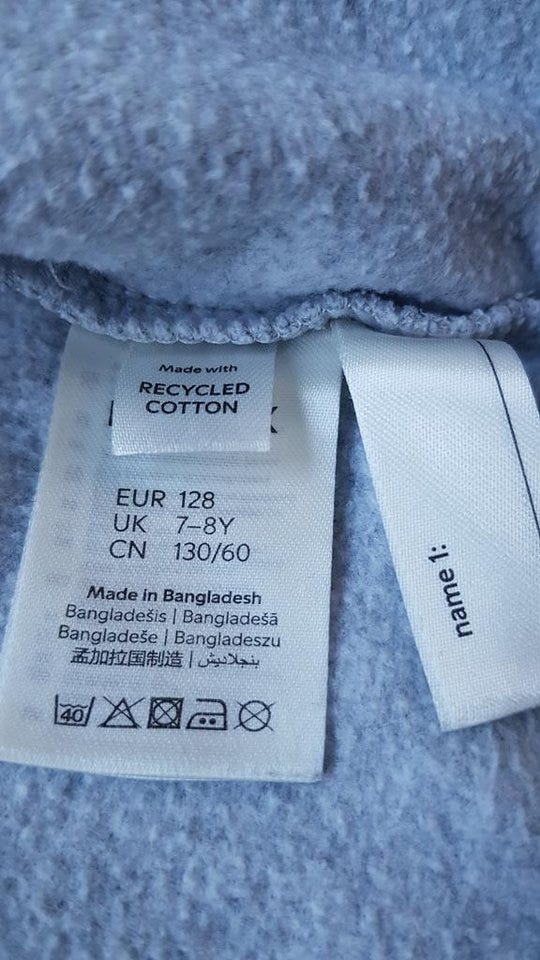 Made with
RECYCLED
COTTON
EUR 128
UK 7–8Y
CN 130/60
Made in Bangladesh
Bangladešis | Bangladešā
Bangladeše | Bangladeszu
孟加拉国制造 | بنجلاديش
40
name 1: